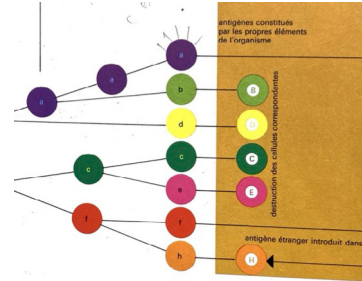 antigènes constitués
par les propres éléments
de l'organisme
a
a
a
b
B
d
D
c
c
C
e
E
destruction des cellules correspondantes
f
f
antigène étranger introduit dans
h
H